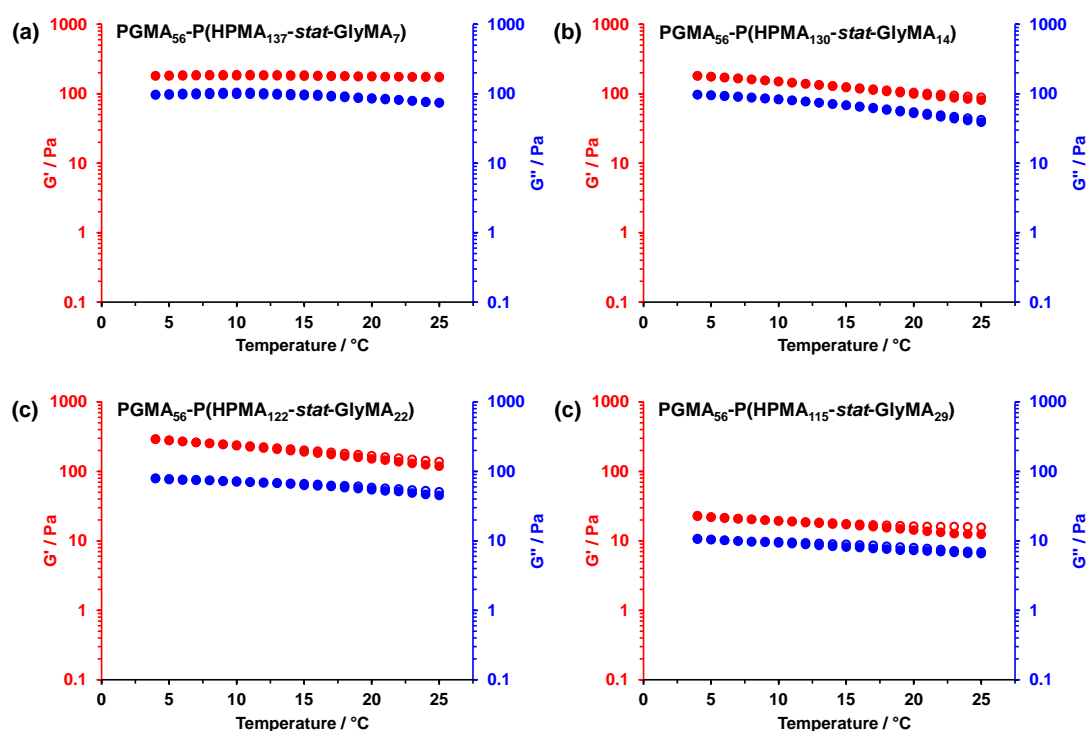 (a) PGMA56-P(HPMA137-stat-GlyMA7)
1000
100
10
1
0.1
G' / Pa
1000
100
10
1
0.1
G'' / Pa
0 5 10 15 20 25
Temperature / °C
(b) PGMA56-P(HPMA130-stat-GlyMA14)
1000
100
10
1
0.1
G' / Pa
1000
100
10
1
0.1
G'' / Pa
0 5 10 15 20 25
Temperature / °C
(c) PGMA56-P(HPMA122-stat-GlyMA22)
1000
100
10
1
0.1
G' / Pa
1000
100
10
1
0.1
G'' / Pa
0 5 10 15 20 25
Temperature / °C
(c) PGMA56-P(HPMA115-stat-GlyMA29)
1000
100
10
1
0.1
G' / Pa
1000
100
10
1
0.1
G'' / Pa
0 5 10 15 20 25
Temperature / °C